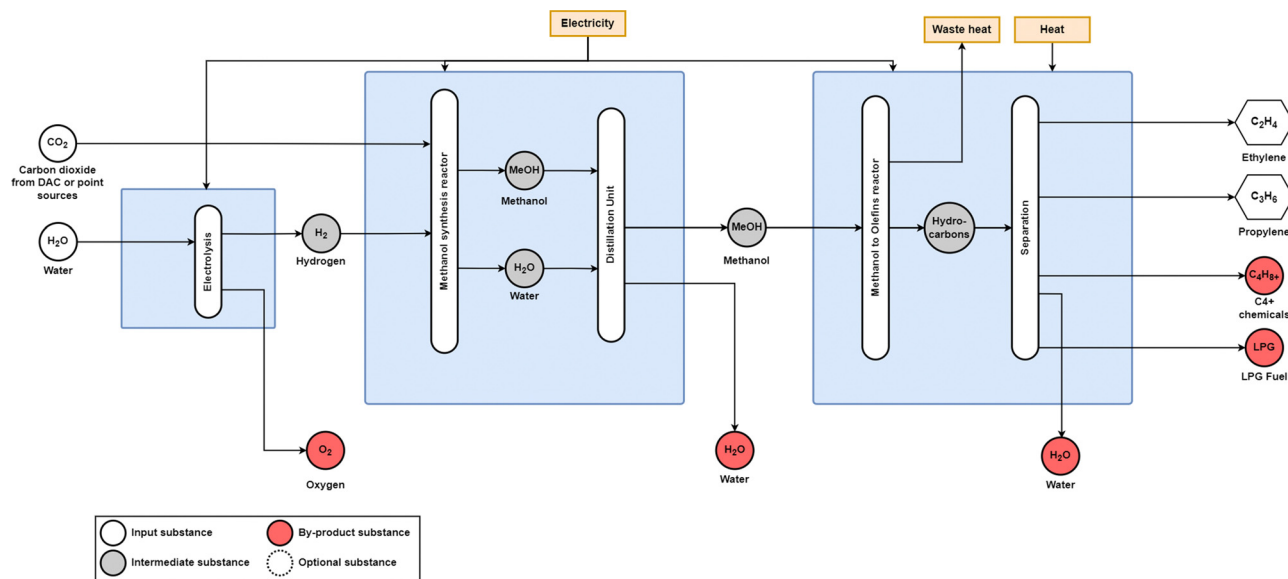 Electricity
Waste heat
Heat
CO₂
Carbon dioxide
from DAC or point
sources
H₂O
Water
Electrolysis
H₂
Hydrogen
O₂
Oxygen
Methanol synthesis reactor
MeOH
Methanol
H₂O
Water
Distillation Unit
MeOH
Methanol
H₂O
Water
Methanol to Olefins reactor
Hydro-
carbons
Separation
C₂H₄
Ethylene
C₃H₆
Propylene
C₄H₈₊
C4+
chemicals
LPG
LPG Fuel
H₂O
Water
Input substance
By-product substance
Intermediate substance
Optional substance